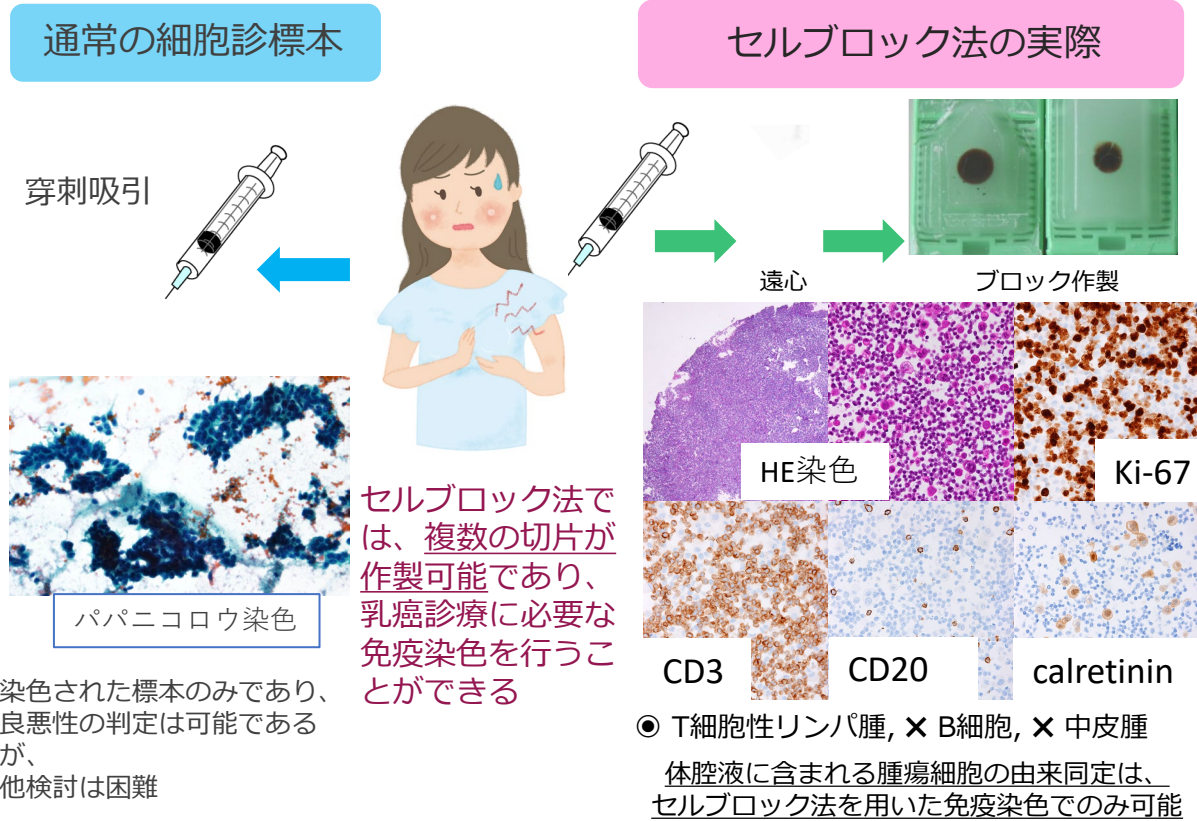 通常の細胞診標本
穿刺吸引
パパニコロウ染色
染色された標本のみであり、
良悪性の判定は可能である
が、
他検討は困難
セルブロック法で
は、複数の切片が
作製可能であり、
乳癌診療に必要な
免疫染色を行うこ
とができる
セルブロック法の実際
遠心
ブロック作製
HE染色
Ki-67
CD3
CD20
calretinin
◉ T細胞性リンパ腫, × B細胞, × 中皮腫
体腔液に含まれる腫瘍細胞の由来同定は、
セルブロック法を用いた免疫染色でのみ可能